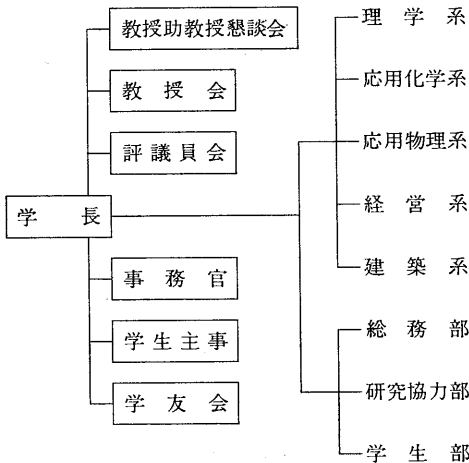 教授助教授懇談会
教授会
評議員会
学長
事務官
学生主事
学友会
理学系
応用化学系
応用物理系
経営系
建築系
総務部
研究協力部
学生部